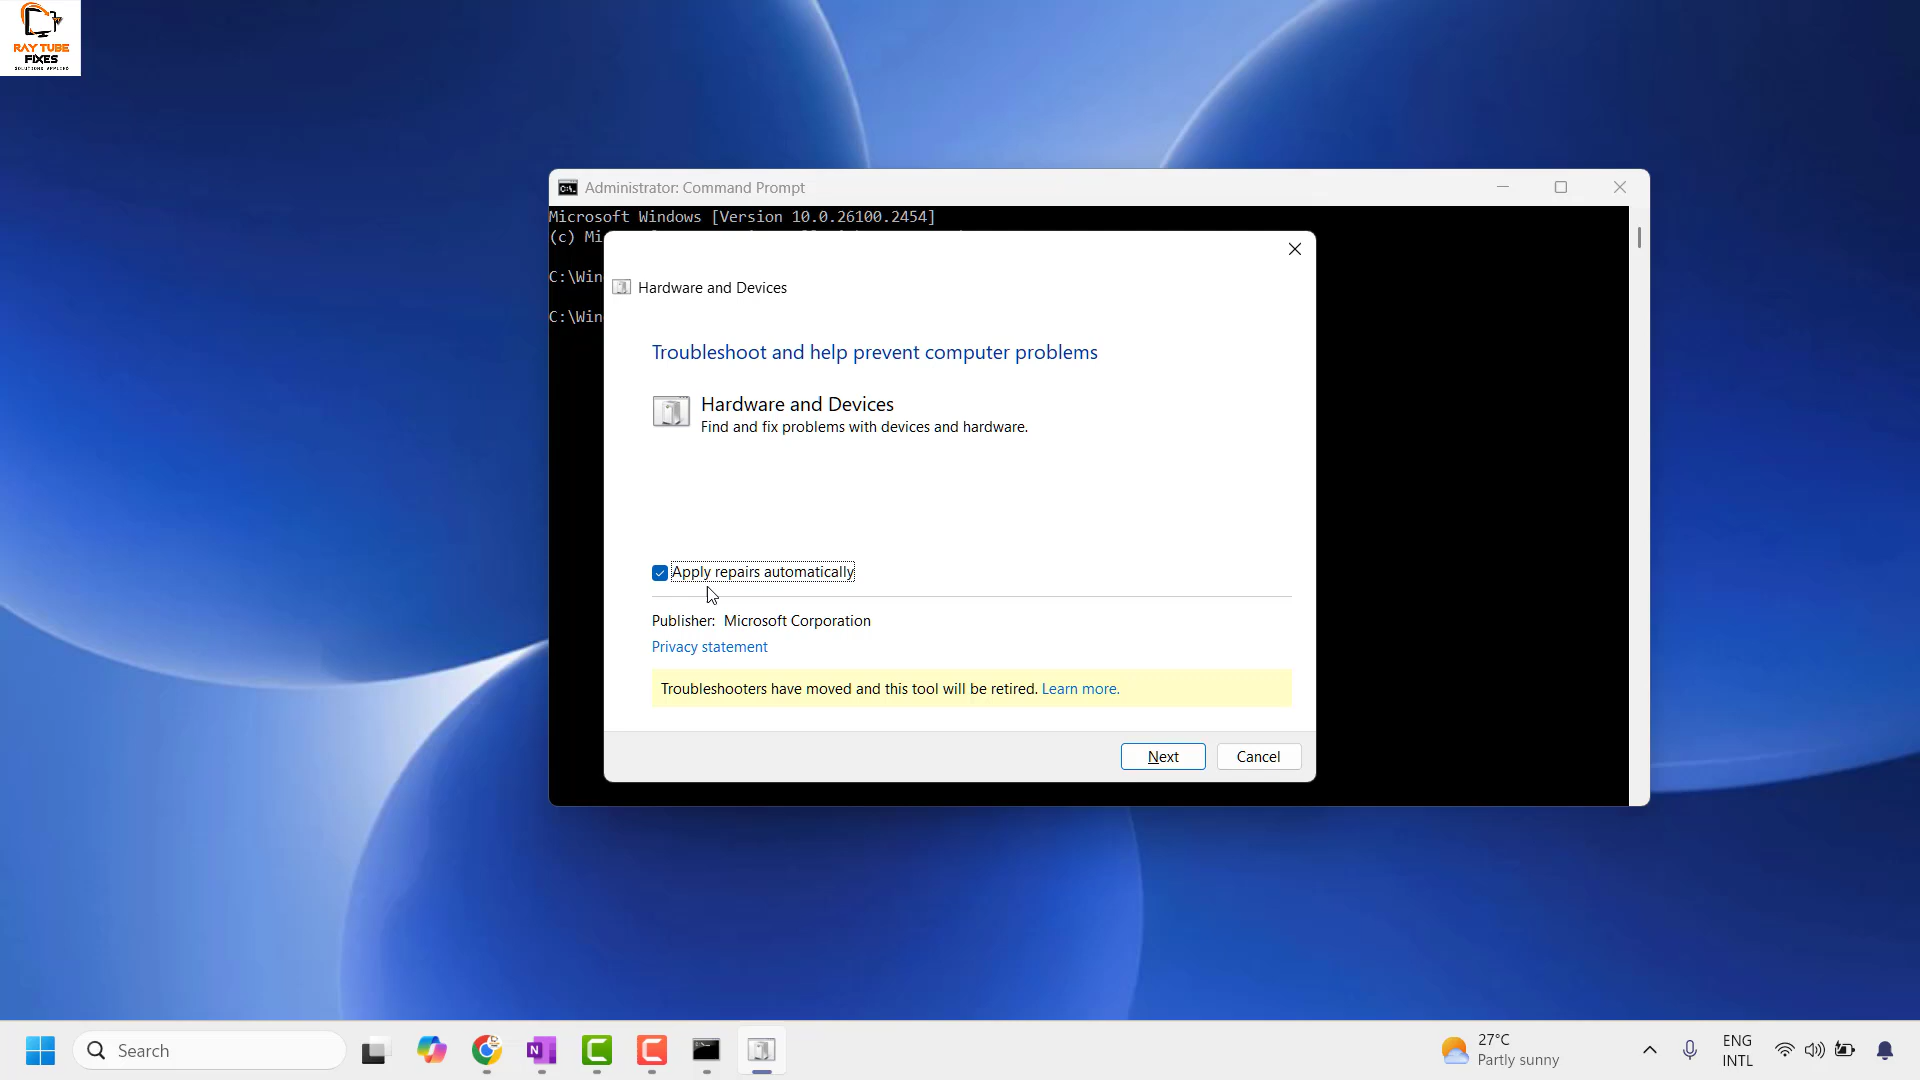 RAY TUBE
FIXES
SOLUTIONS APPLIED
Administrator: Command Prompt
Microsoft Windows [Version 10.0.26100.2454]
(c) Mi
C:\Win
C:\Win
Hardware and Devices
Troubleshoot and help prevent computer problems
Hardware and Devices
Find and fix problems with devices and hardware.
Apply repairs automatically
Publisher: Microsoft Corporation
Privacy statement
Troubleshooters have moved and this tool will be retired. Learn more.
Next
Cancel
Search
27°C
Partly sunny
ENG
INTL